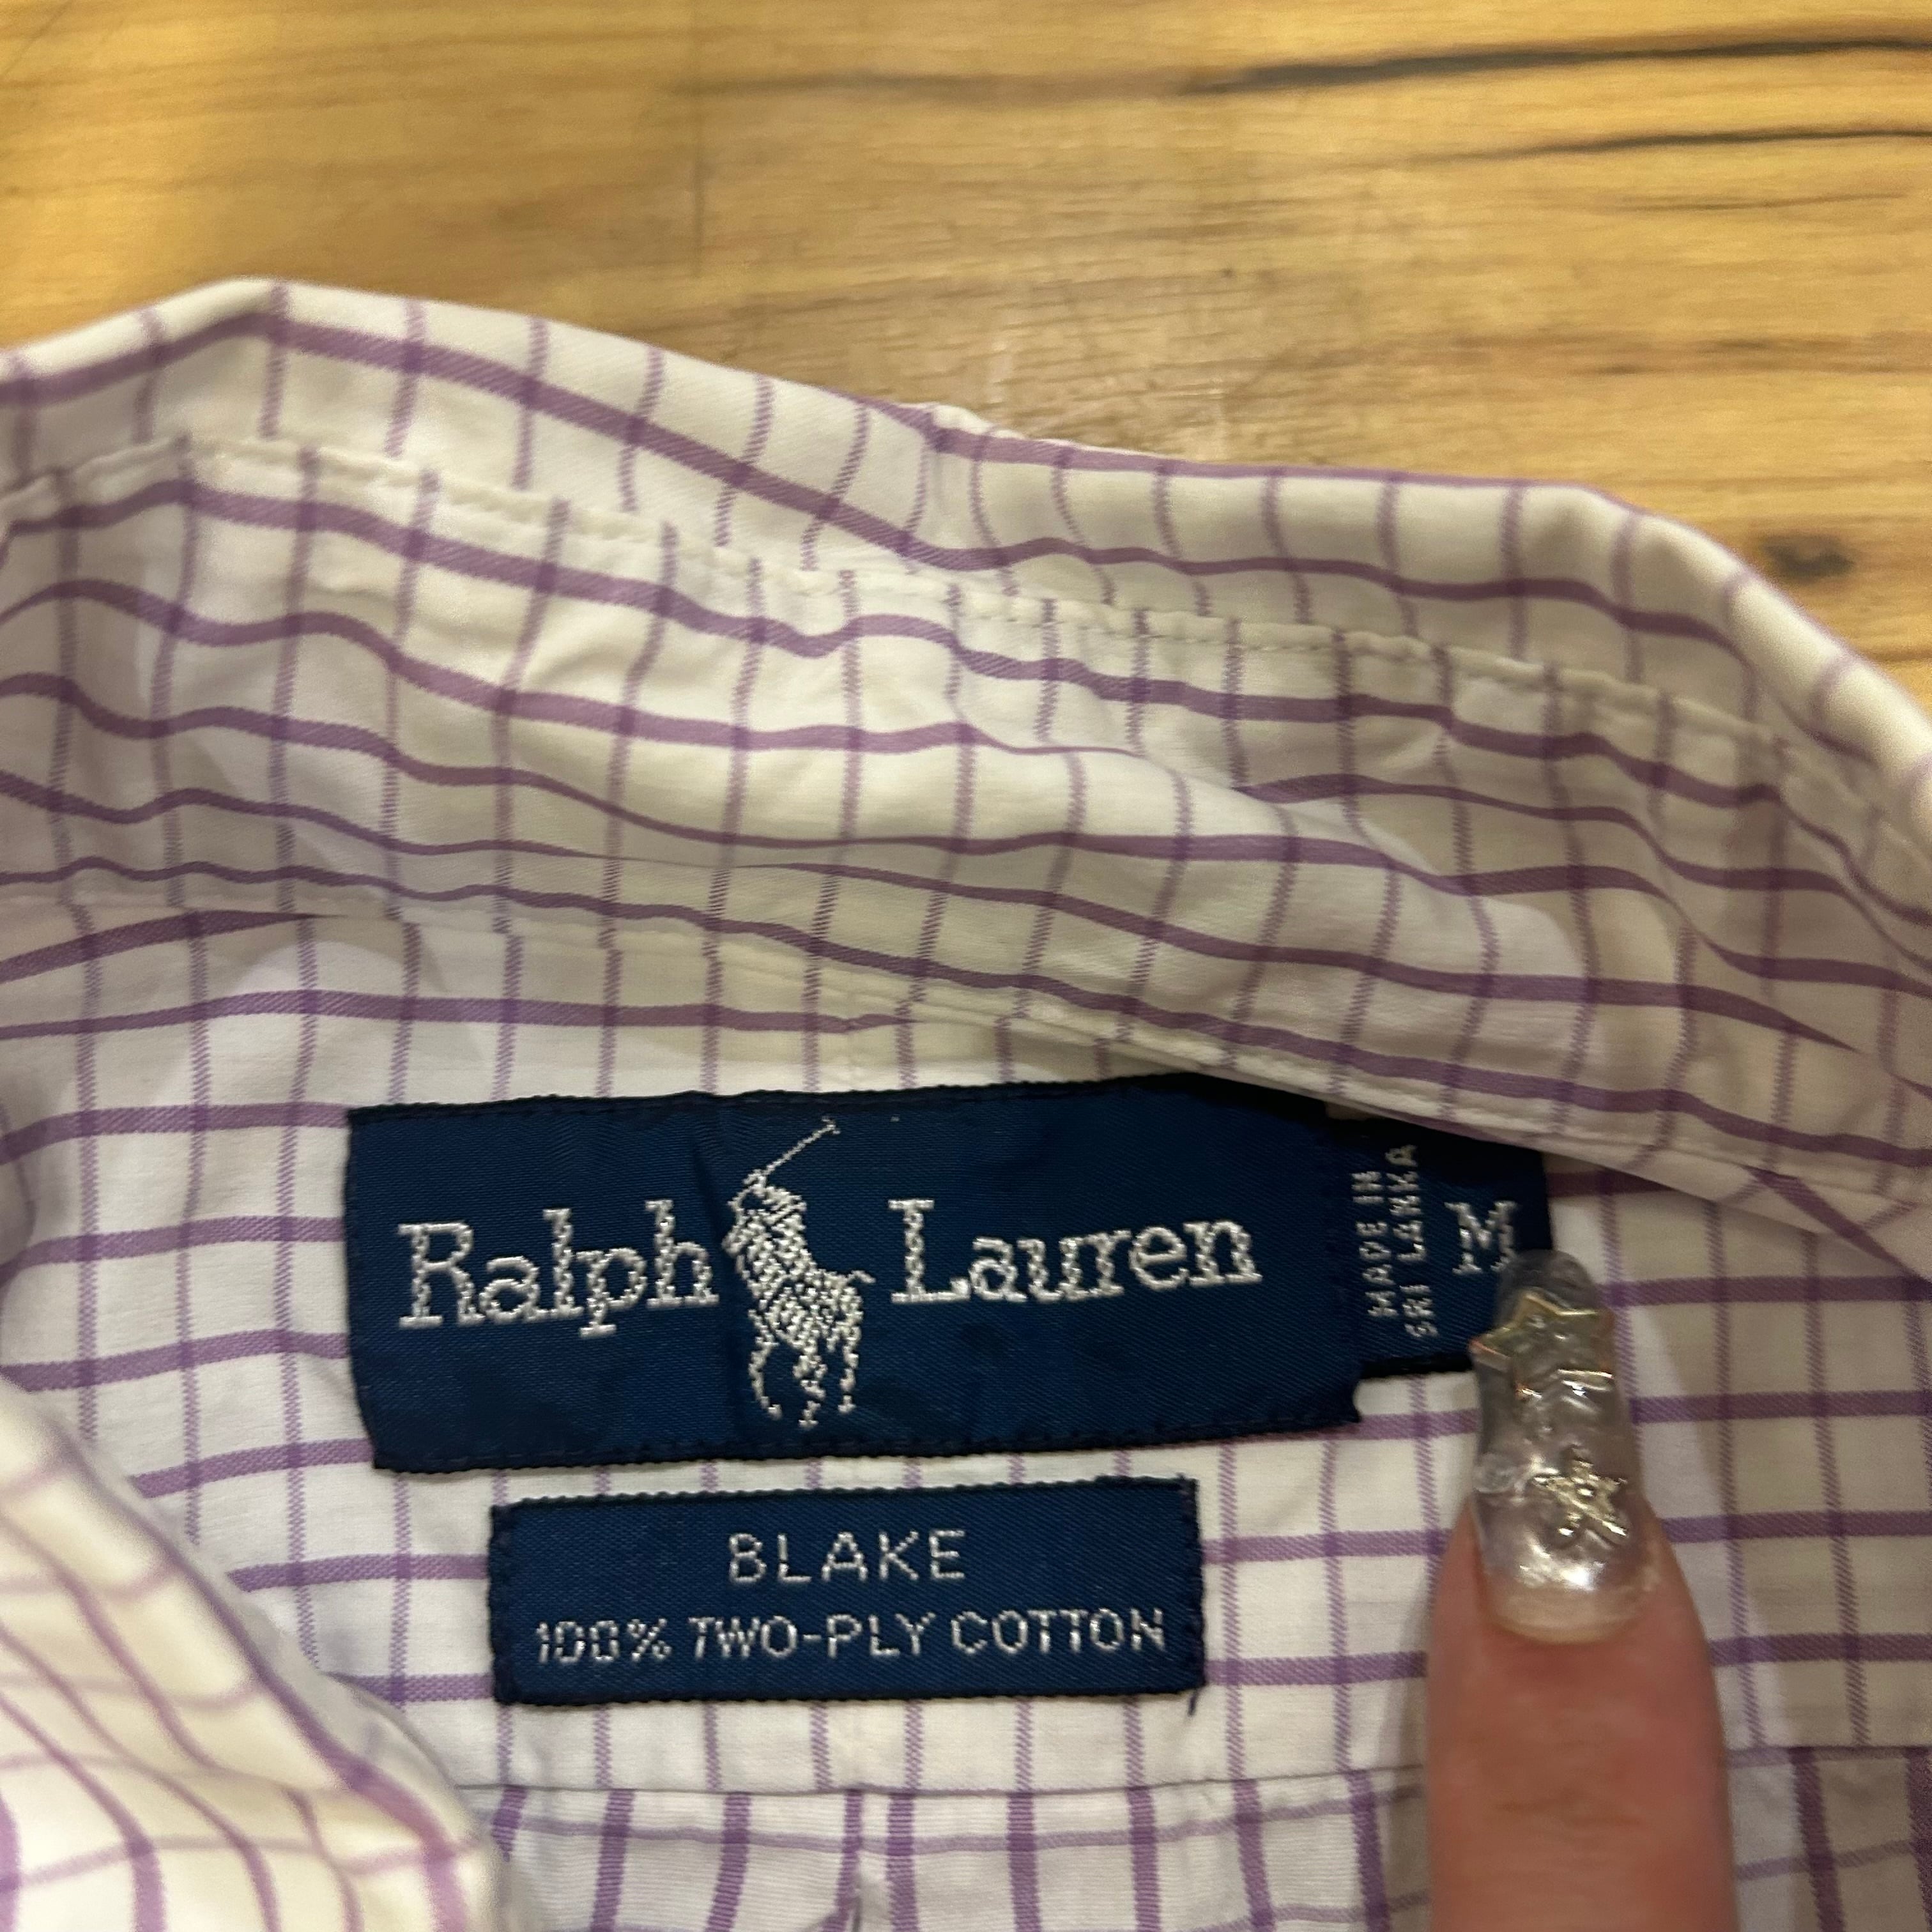 Ralph Lauren
MADE IN
SRI LANKA
M
BLAKE
100% TWO-PLY COTTON